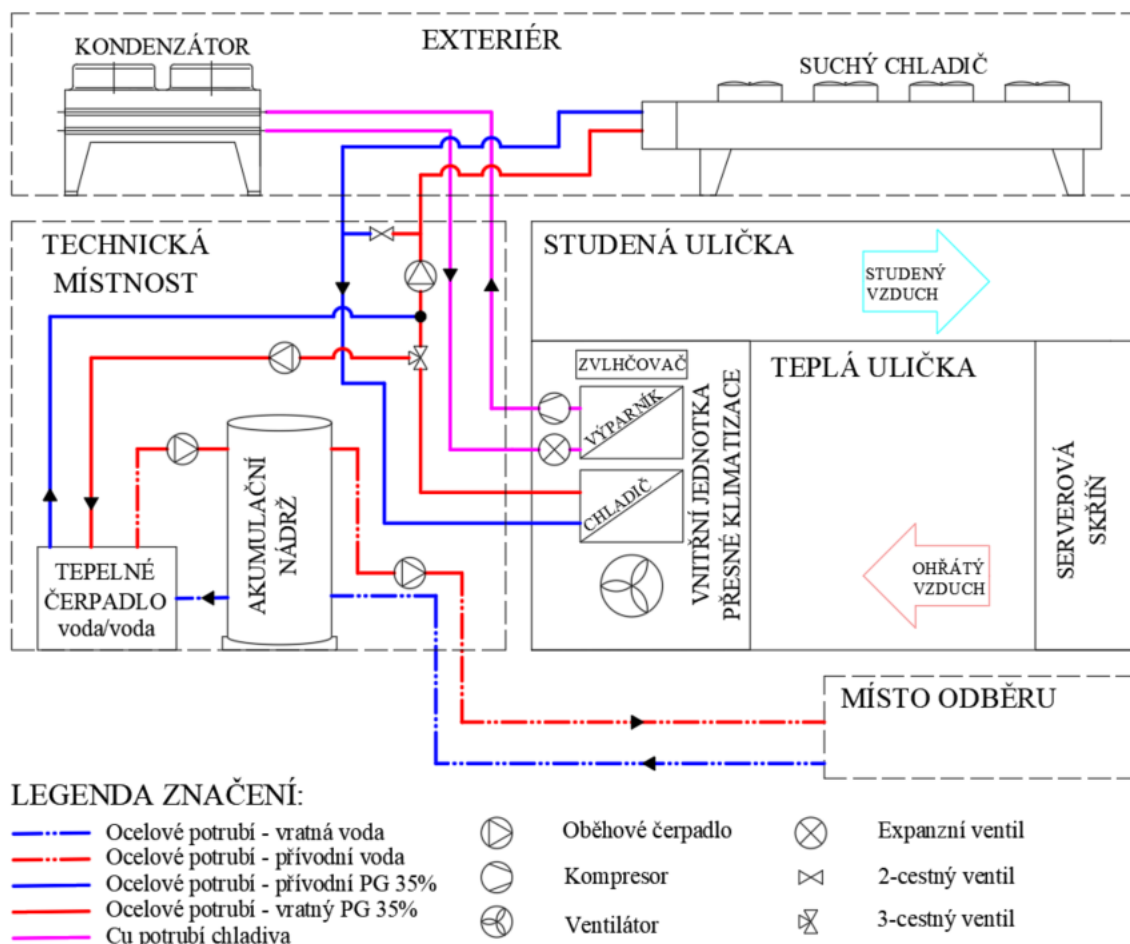 EXTERIÉR
KONDENZÁTOR
SUCHÝ CHLADIČ
TECHNICKÁ
MÍSTNOST
STUDENÁ ULIČKA
STUDENÝ
VZDUCH
ZVLHČOVAČ
VÝPARNÍK
CHLADIČ
VNITŘNÍ JEDNOTKA
PŘESNÉ KLIMATIZACE
TEPLÁ ULIČKA
OHŘÁTÝ
VZDUCH
SERVEROVÁ
SKŘÍŇ
AKUMULAČNÍ
NÁDRŽ
TEPELNÉ
ČERPADLO
voda/voda
MÍSTO ODBĚRU
LEGENDA ZNAČENÍ:
Ocelové potrubí - vratná voda
Ocelové potrubí - přívodní voda
Ocelové potrubí - přívodní PG 35%
Ocelové potrubí - vratný PG 35%
Cu potrubí chladiva
Oběhové čerpadlo
Kompresor
Ventilátor
Expanzní ventil
2-cestný ventil
3-cestný ventil